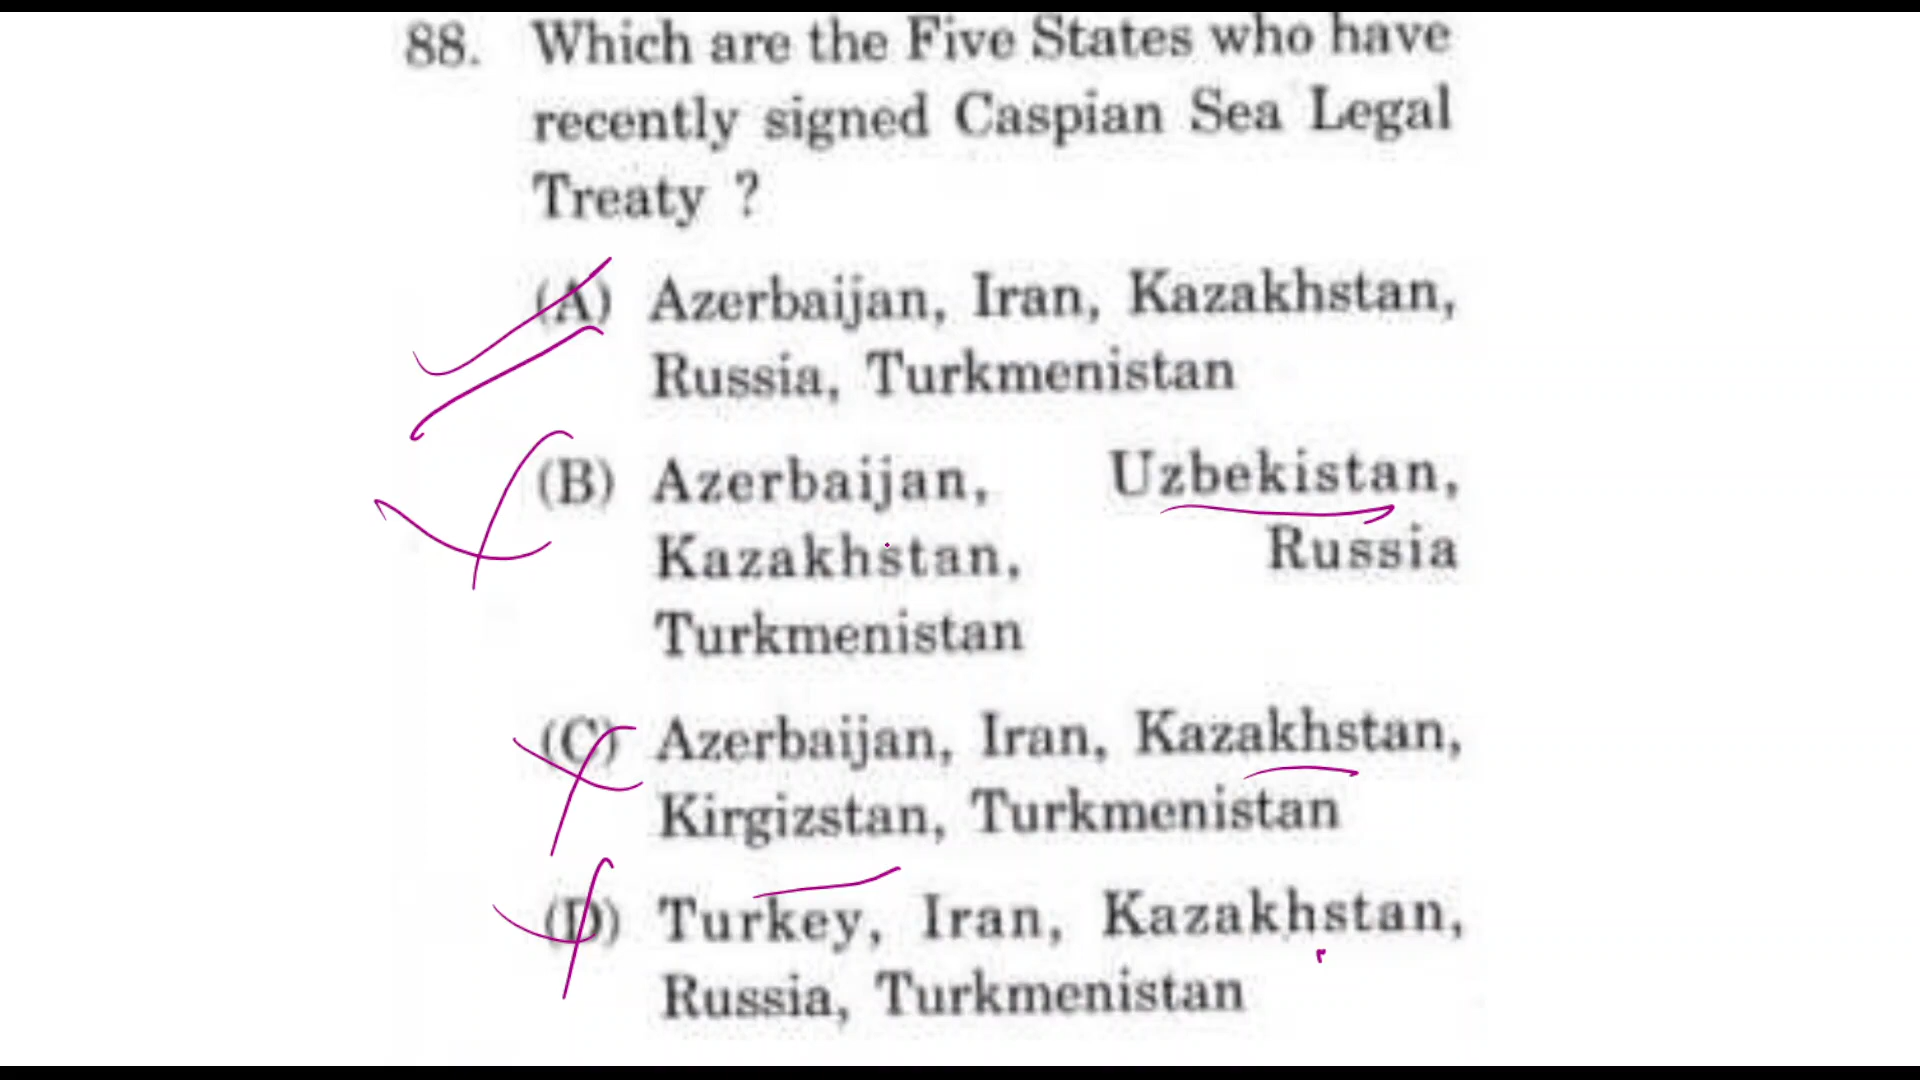 88. Which are the Five States who have
recently signed Caspian Sea Legal
Treaty ?
(A) Azerbaijan, Iran, Kazakhstan,
Russia, Turkmenistan
(B) Azerbaijan, Uzbekistan,
Kazakhstan, Russia
Turkmenistan
(C) Azerbaijan, Iran, Kazakhstan,
Kirgizstan, Turkmenistan
(D) Turkey, Iran, Kazakhstan,
Russia, Turkmenistan